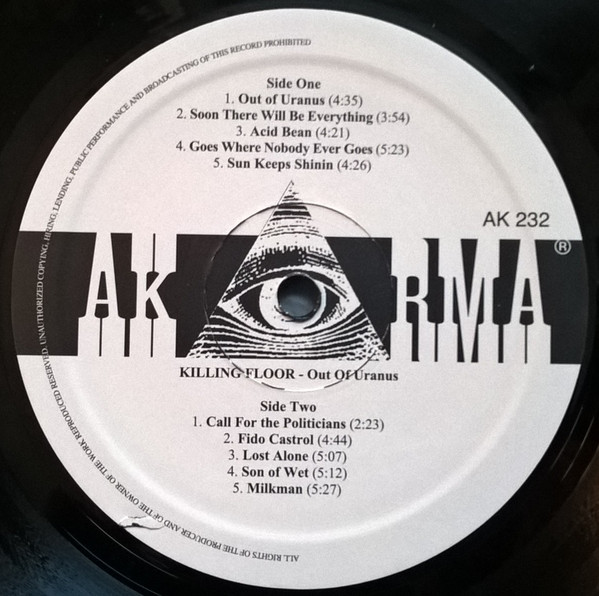 ALL RIGHTS OF THE PRODUCER AND OF THE OWNER OF THE WORK REPRODUCED RESERVED. UNAUTHORIZED COPYING, HIRING, LENDING, PUBLIC PERFORMANCE AND BROADCASTING OF THIS RECORD PROHIBITED
Side One
1. Out of Uranus (4:35)
2. Soon There Will Be Everything (3:54)
3. Acid Bean (4:21)
4. Goes Where Nobody Ever Goes (5:23)
5. Sun Keeps Shinin (4:26)
AK 232
AK RMA ®
KILLING FLOOR - Out Of Uranus
Side Two
1. Call For the Politicians (2:23)
2. Fido Castrol (4:44)
3. Lost Alone (5:07)
4. Son of Wet (5:12)
5. Milkman (5:27)